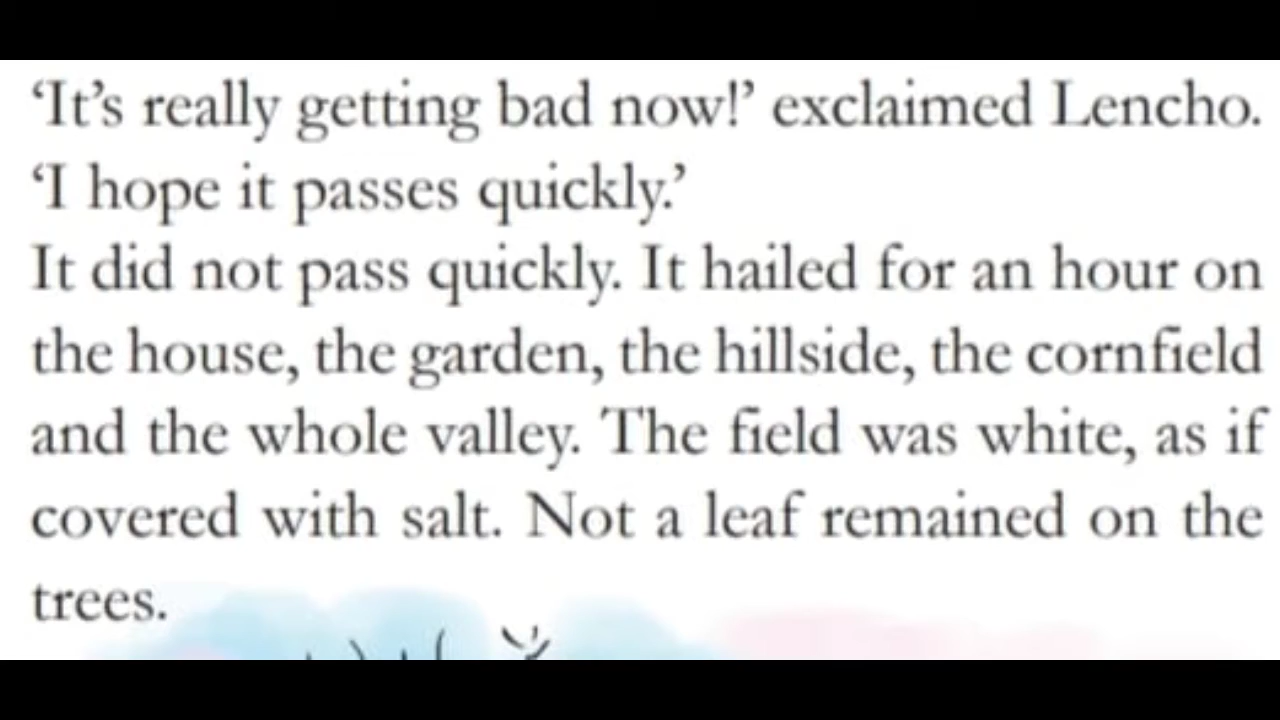 ‘It’s really getting bad now!’ exclaimed Lencho.
‘I hope it passes quickly.’
It did not pass quickly. It hailed for an hour on
the house, the garden, the hillside, the cornfield
and the whole valley. The field was white, as if
covered with salt. Not a leaf remained on the
trees.